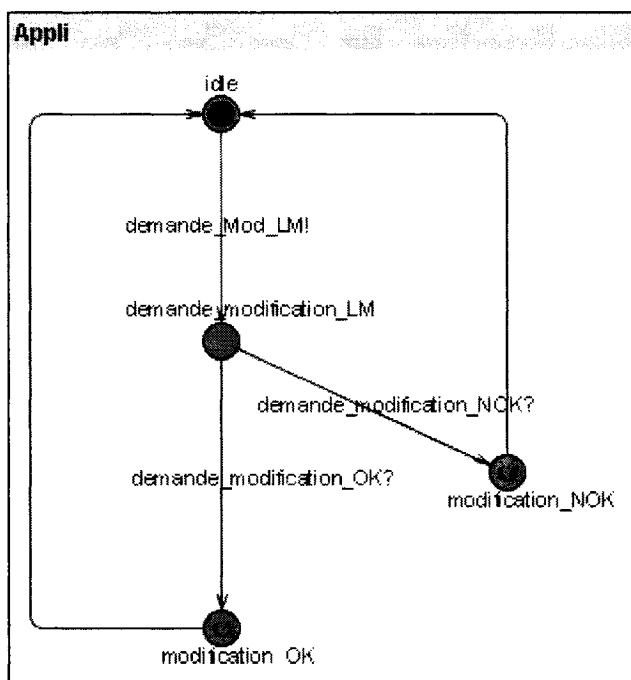 Appli
idle
demande_Mod_LM!
demande_modification_LM
demande_modification_NOK?
demande_modification_OK?
modification_NOK
modification_OK